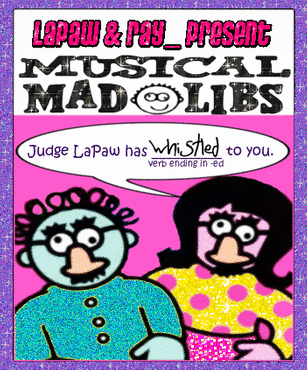 LaPaw & Ray_ Present
MUSICAL
MAD LIBS
Judge LaPaw has whistled to you.
verb ending in -ed